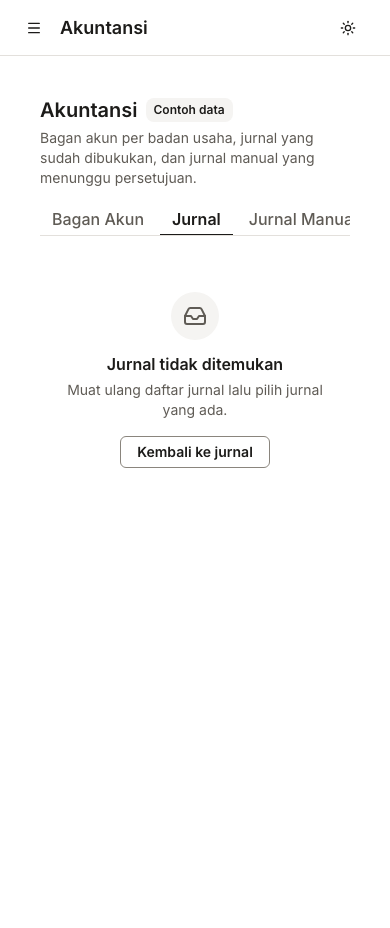 Akuntansi
Akuntansi Contoh data
Bagan akun per badan usaha, jurnal yang
sudah dibukukan, dan jurnal manual yang
menunggu persetujuan.
Bagan Akun Jurnal Jurnal Manua
Jurnal tidak ditemukan
Muat ulang daftar jurnal lalu pilih jurnal
yang ada.
Kembali ke jurnal